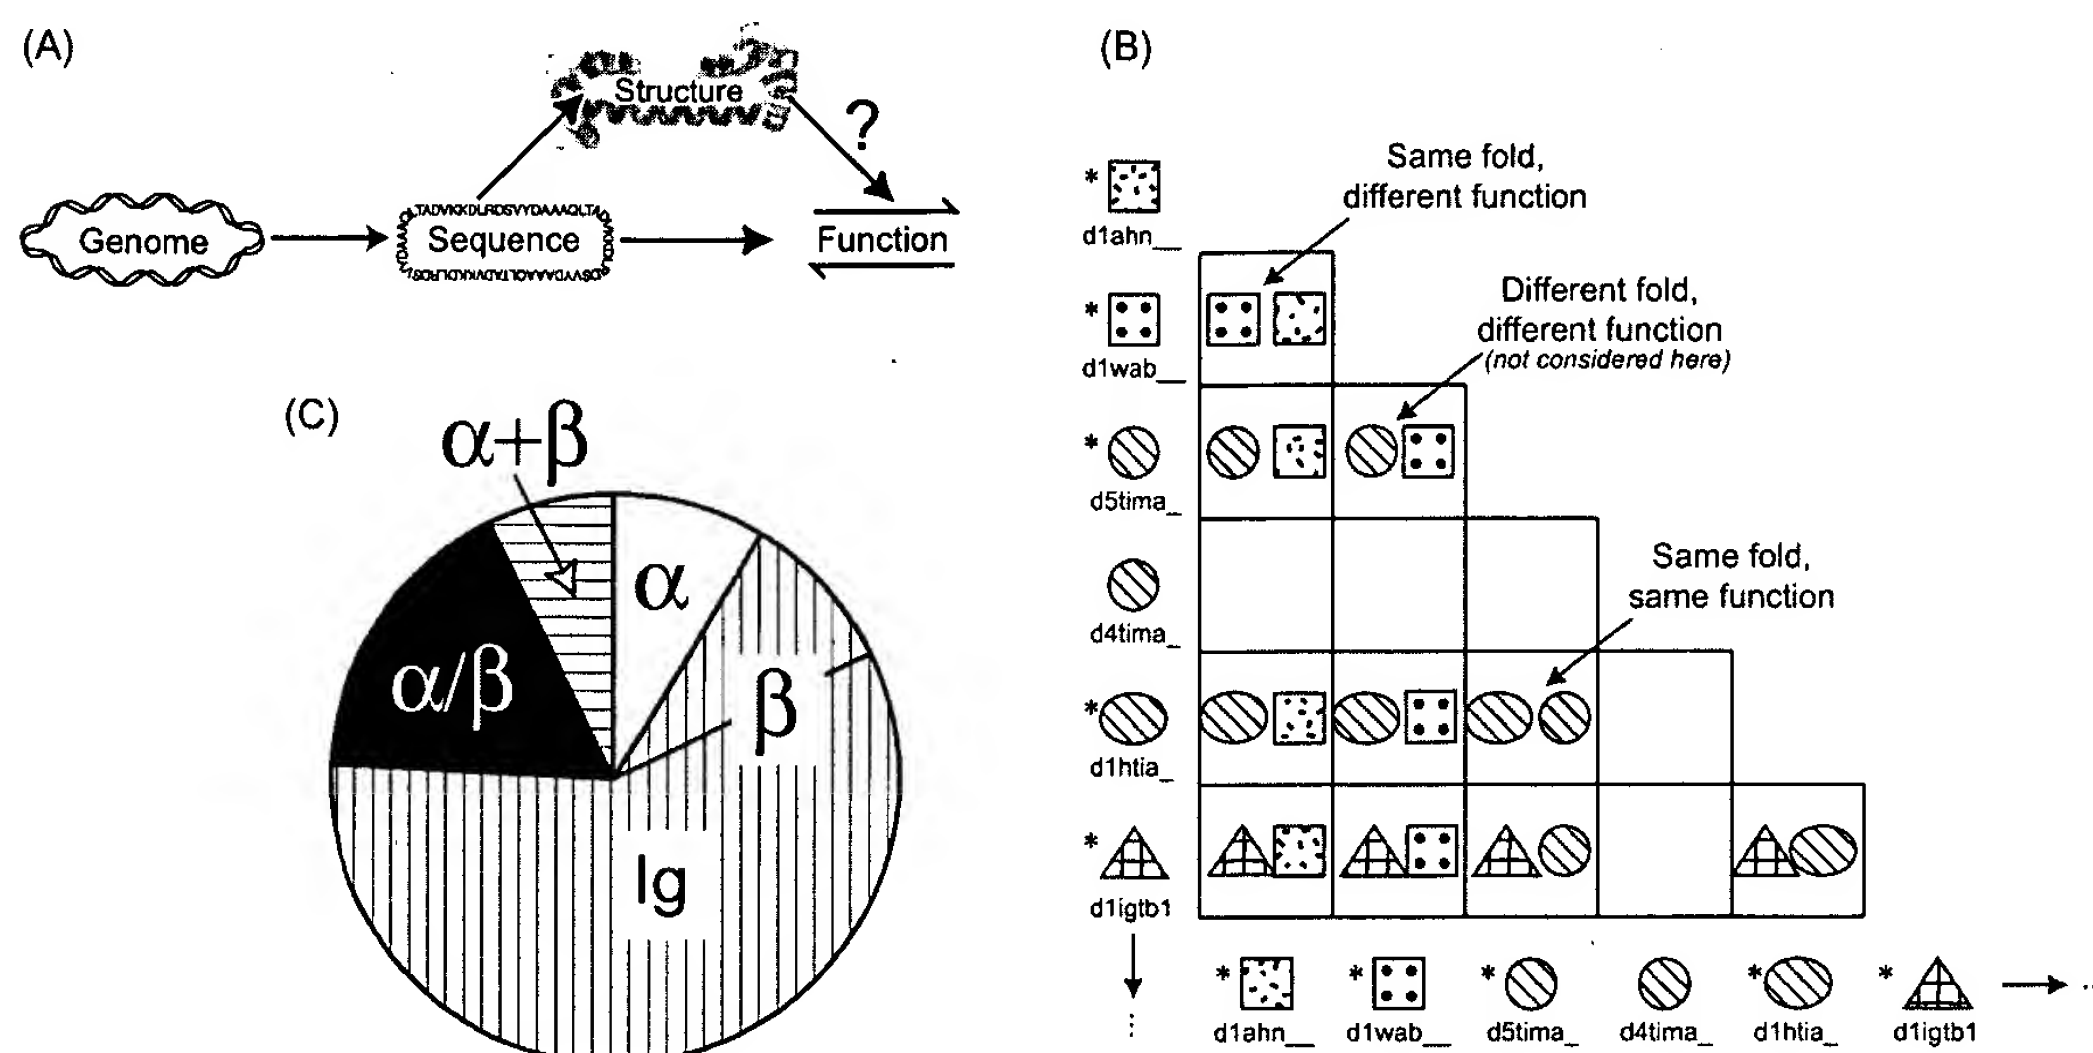 (A)
Structure
?
Genome
Sequence
Function
(B)
*
d1ahn__
Same fold,
different function
*
d1wab__
Different fold,
different function
(not considered here)
*
d5tima_
d4tima_
Same fold,
same function
*
d1htia_
*
d1igtb1
⋮
* * * * *
d1ahn__ d1wab__ d5tima_ d4tima_ d1htia_ d1igtb1
(C)
α+β
α
α/β
β
Ig